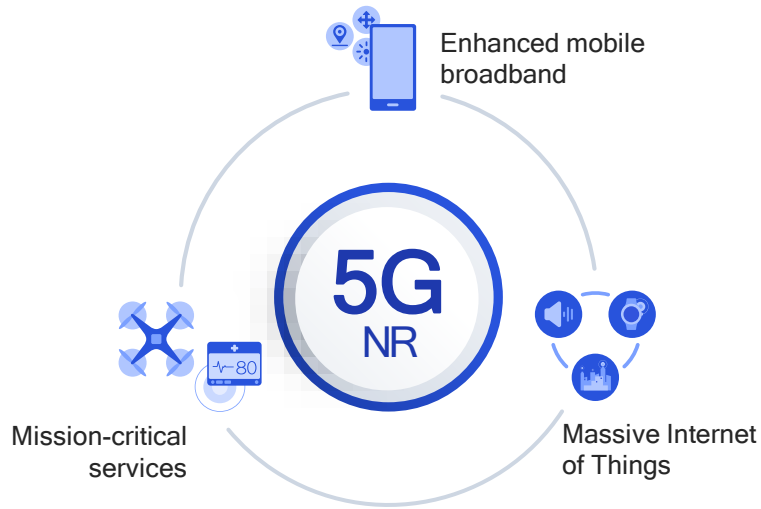 Enhanced mobile
broadband
5G
NR
80
Mission-critical
services
Massive Internet
of Things